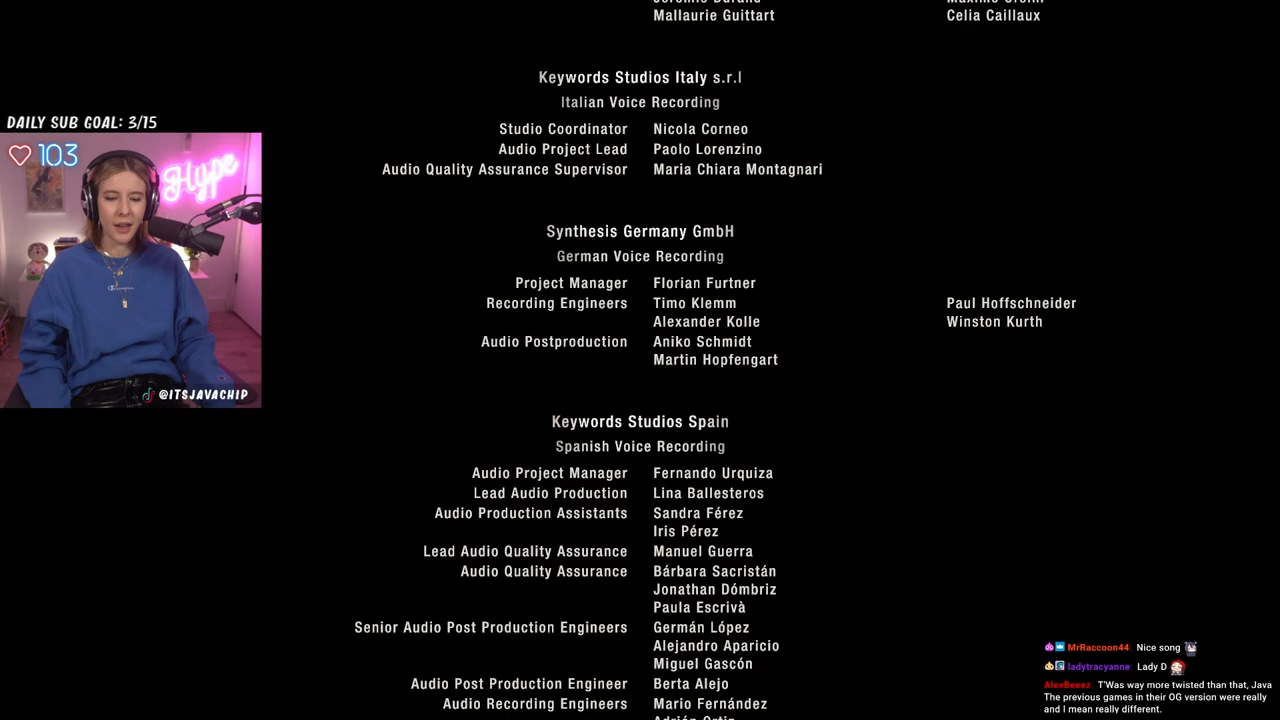 Mallaurie Guittart Celia Caillaux
Keywords Studios Italy s.r.l
Italian Voice Recording
DAILY SUB GOAL: 3/15
Studio Coordinator Nicola Corneo
Audio Project Lead Paolo Lorenzino
Audio Quality Assurance Supervisor Maria Chiara Montagnari
103
Hype
Synthesis Germany GmbH
German Voice Recording
Project Manager Florian Furtner
Recording Engineers Timo Klemm Paul Hoffschneider
Alexander Kolle Winston Kurth
Audio Postproduction Aniko Schmidt
Martin Hopfengart
Champion
@ITSJAVACHIP
Keywords Studios Spain
Spanish Voice Recording
Audio Project Manager Fernando Urquiza
Lead Audio Production Lina Ballesteros
Audio Production Assistants Sandra Férez
Iris Pérez
Lead Audio Quality Assurance Manuel Guerra
Audio Quality Assurance Bárbara Sacristán
Jonathan Dómbriz
Paula Escrivà
Senior Audio Post Production Engineers Germán López
Alejandro Aparicio
Miguel Gascón
Audio Post Production Engineer Berta Alejo
Audio Recording Engineers Mario Fernández
MrRaccoon44: Nice song
ladytracyanne: Lady D
AlexBeeez: T'Was way more twisted than that, Java
The previous games in their OG version were really
and I mean really different.